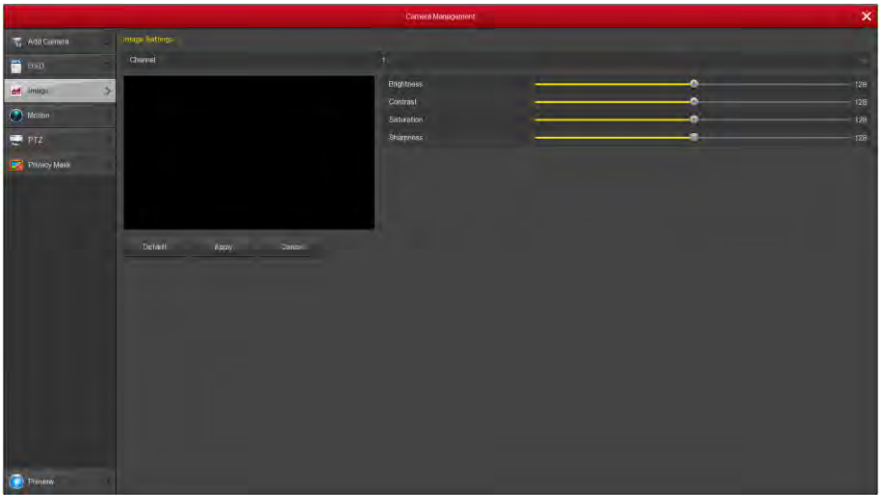 Camera Management
Add Camera
OSD
Image
Motion
PTZ
Privacy Mask
Preview
Image Settings
Channel
1
Brightness 128
Contrast 128
Saturation 128
Sharpness 128
Default Apply Cancel